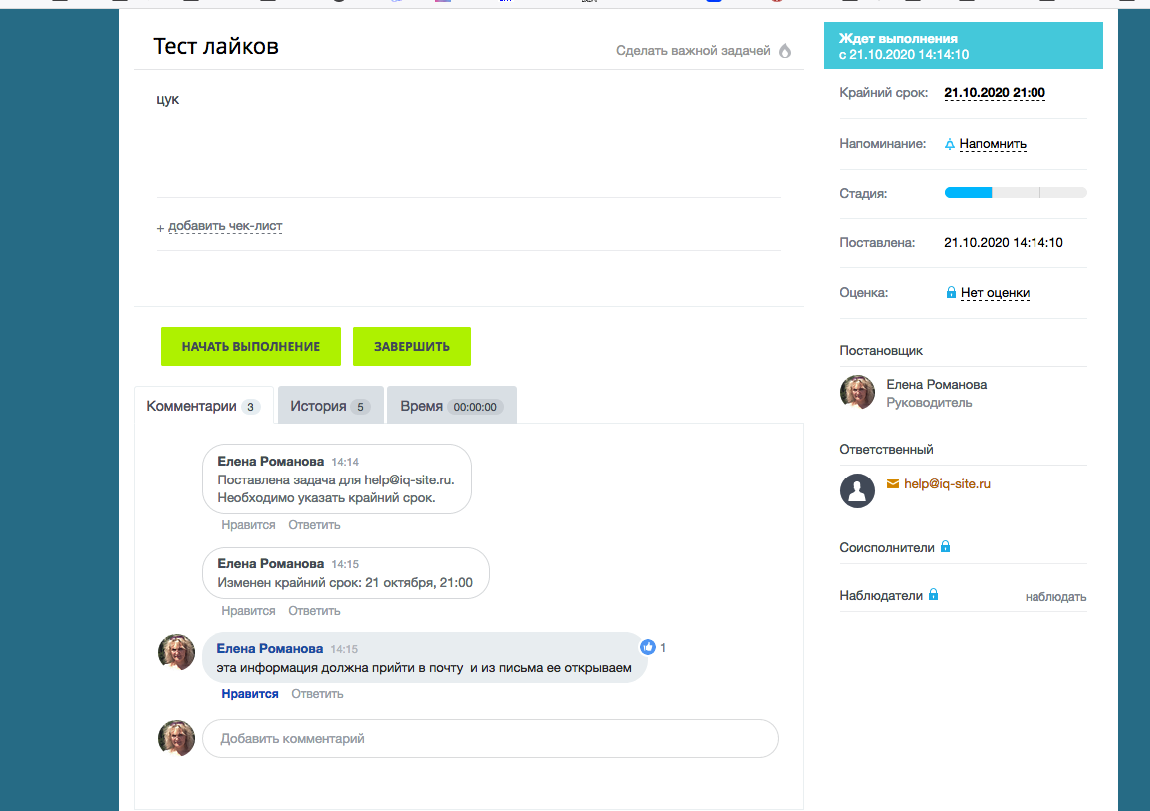 Тест лайков
Сделать важной задачей
цук
+ добавить чек-лист
НАЧАТЬ ВЫПОЛНЕНИЕ
ЗАВЕРШИТЬ
Комментарии 3
История 5
Время 00:00:00
Елена Романова 14:14
Поставлена задача для help@iq-site.ru.
Необходимо указать крайний срок.
Нравится Ответить
Елена Романова 14:15
Изменен крайний срок: 21 октября, 21:00
Нравится Ответить
Елена Романова 14:15
эта информация должна прийти в почту и из письма ее открываем
1
Нравится Ответить
Добавить комментарий
Ждет выполнения
с 21.10.2020 14:14:10
Крайний срок: 21.10.2020 21:00
Напоминание: Напомнить
Стадия:
Поставлена: 21.10.2020 14:14:10
Оценка: Нет оценки
Постановщик
Елена Романова
Руководитель
Ответственный
help@iq-site.ru
Соисполнители
Наблюдатели наблюдать